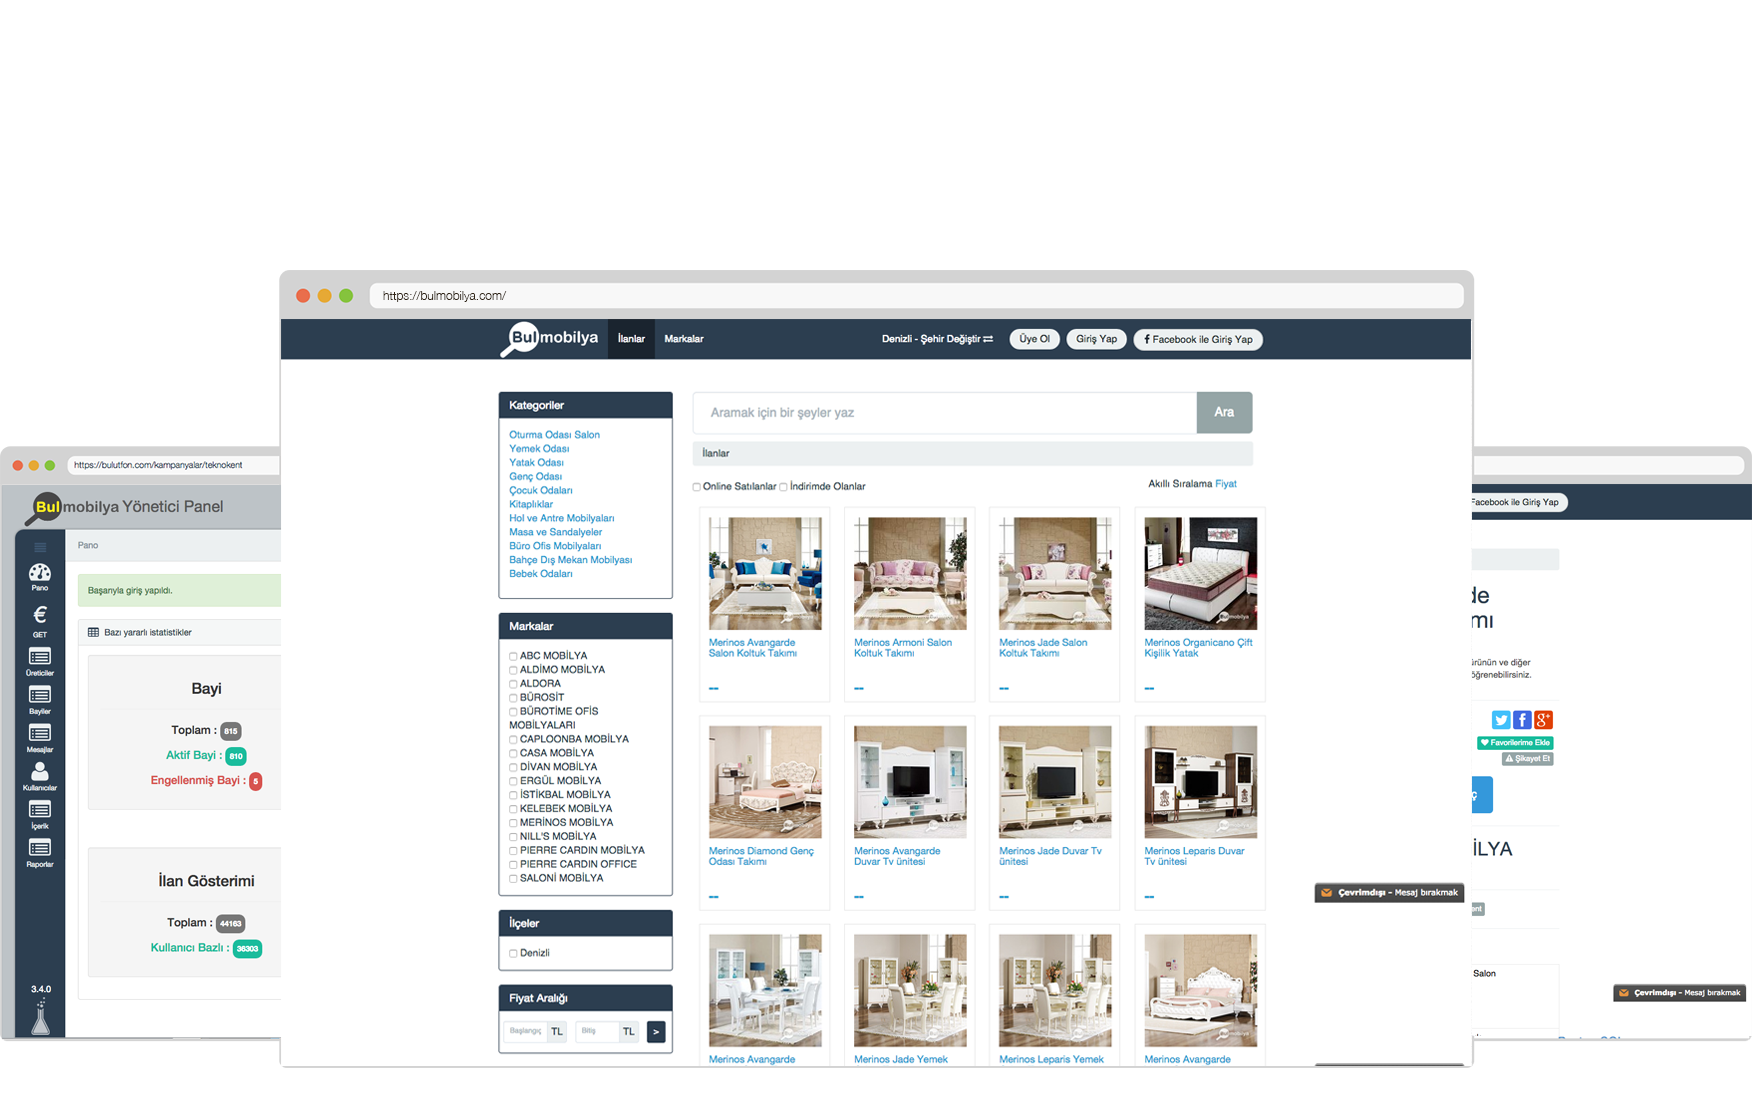 https://bulmobilya.com/
Bulmobilya
İlanlar
Markalar
Denizli - Şehir Değiştir
Üye Ol
Giriş Yap
f Facebook ile Giriş Yap
Kategoriler
Oturma Odası Salon
Yemek Odası
Yatak Odası
Genç Odası
Çocuk Odaları
Kitaplıklar
Hol ve Antre Mobilyaları
Masa ve Sandalyeler
Büro Ofis Mobilyaları
Bahçe Dış Mekan Mobilyası
Bebek Odaları
Markalar
ABC MOBİLYA
ALDİMO MOBİLYA
ALDORA
BÜROSİT
BÜROTİME OFİS
MOBİLYALARI
CAPLOONBA MOBİLYA
CASA MOBİLYA
DİVAN MOBİLYA
ERGÜL MOBİLYA
İSTİKBAL MOBİLYA
KELEBEK MOBİLYA
MERİNOS MOBİLYA
NILL'S MOBİLYA
PIERRE CARDIN MOBİLYA
PIERRE CARDIN OFFICE
SALONİ MOBİLYA
İlçeler
Denizli
Fiyat Aralığı
Başlangıç TL Bitiş TL >
Aramak için bir şeyler yaz
Ara
İlanlar
Online Satılanlar İndirimde Olanlar
Akıllı Sıralama Fiyat
Merinos Avangarde
Salon Koltuk Takımı
--
Merinos Armoni Salon
Koltuk Takımı
--
Merinos Jade Salon
Koltuk Takımı
--
Merinos Organicano Çift
Kişilik Yatak
--
Merinos Diamond Genç
Odası Takımı
--
Merinos Avangarde
Duvar Tv ünitesi
--
Merinos Jade Duvar Tv
ünitesi
--
Merinos Leparis Duvar
Tv ünitesi
--
Merinos Avangarde
Merinos Jade Yemek
Merinos Leparis Yemek
Merinos Avangarde
Çevrimdışı - Mesaj bırakmak
https://bulutfon.com/kampanyalar/teknokent
Bulmobilya Yönetici Panel
Pano
€
GET
Üreticiler
Bayiler
Mesajlar
Kullanıcılar
İçerik
Raporlar
3.4.0
Pano
Başarıyla giriş yapıldı.
Bazı yararlı istatistikler
Bayi
Toplam : 815
Aktif Bayi : 810
Engellenmiş Bayi : 5
İlan Gösterimi
Toplam : 44163
Kullanıcı Bazlı : 36303
Facebook ile Giriş Yap
de
mı
ürünün ve diğer
öğrenebilirsiniz.
Favorilerime Ekle
Şikayet Et
İLYA
Salon
Çevrimdışı - Mesaj bırakmak